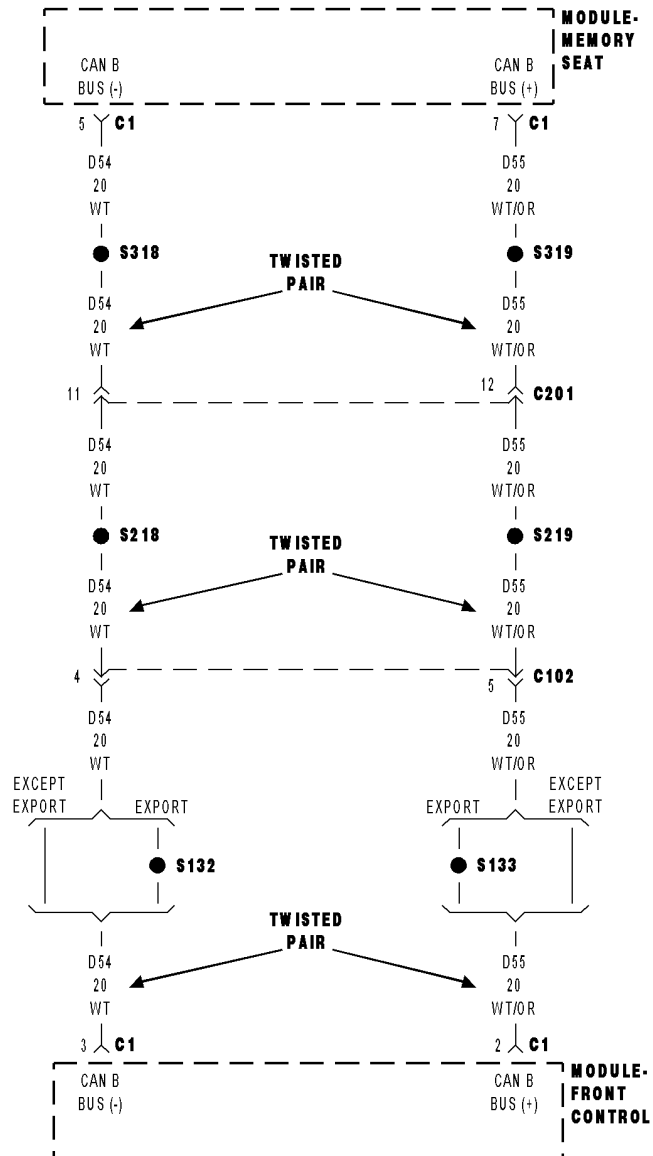 MODULE-
MEMORY
SEAT
CAN B
BUS (-)
CAN B
BUS (+)
5
C1
7
C1
D54
20
WT
D55
20
WT/OR
S318
S319
TWISTED
PAIR
D54
20
WT
D55
20
WT/OR
11
12
C201
D54
20
WT
D55
20
WT/OR
S218
S219
TWISTED
PAIR
D54
20
WT
D55
20
WT/OR
4
5
C102
D54
20
WT
D55
20
WT/OR
EXCEPT
EXPORT
EXPORT
EXPORT
EXCEPT
EXPORT
S132
S133
TWISTED
PAIR
D54
20
WT
D55
20
WT/OR
3
C1
2
C1
CAN B
BUS (-)
CAN B
BUS (+)
MODULE-
FRONT
CONTROL